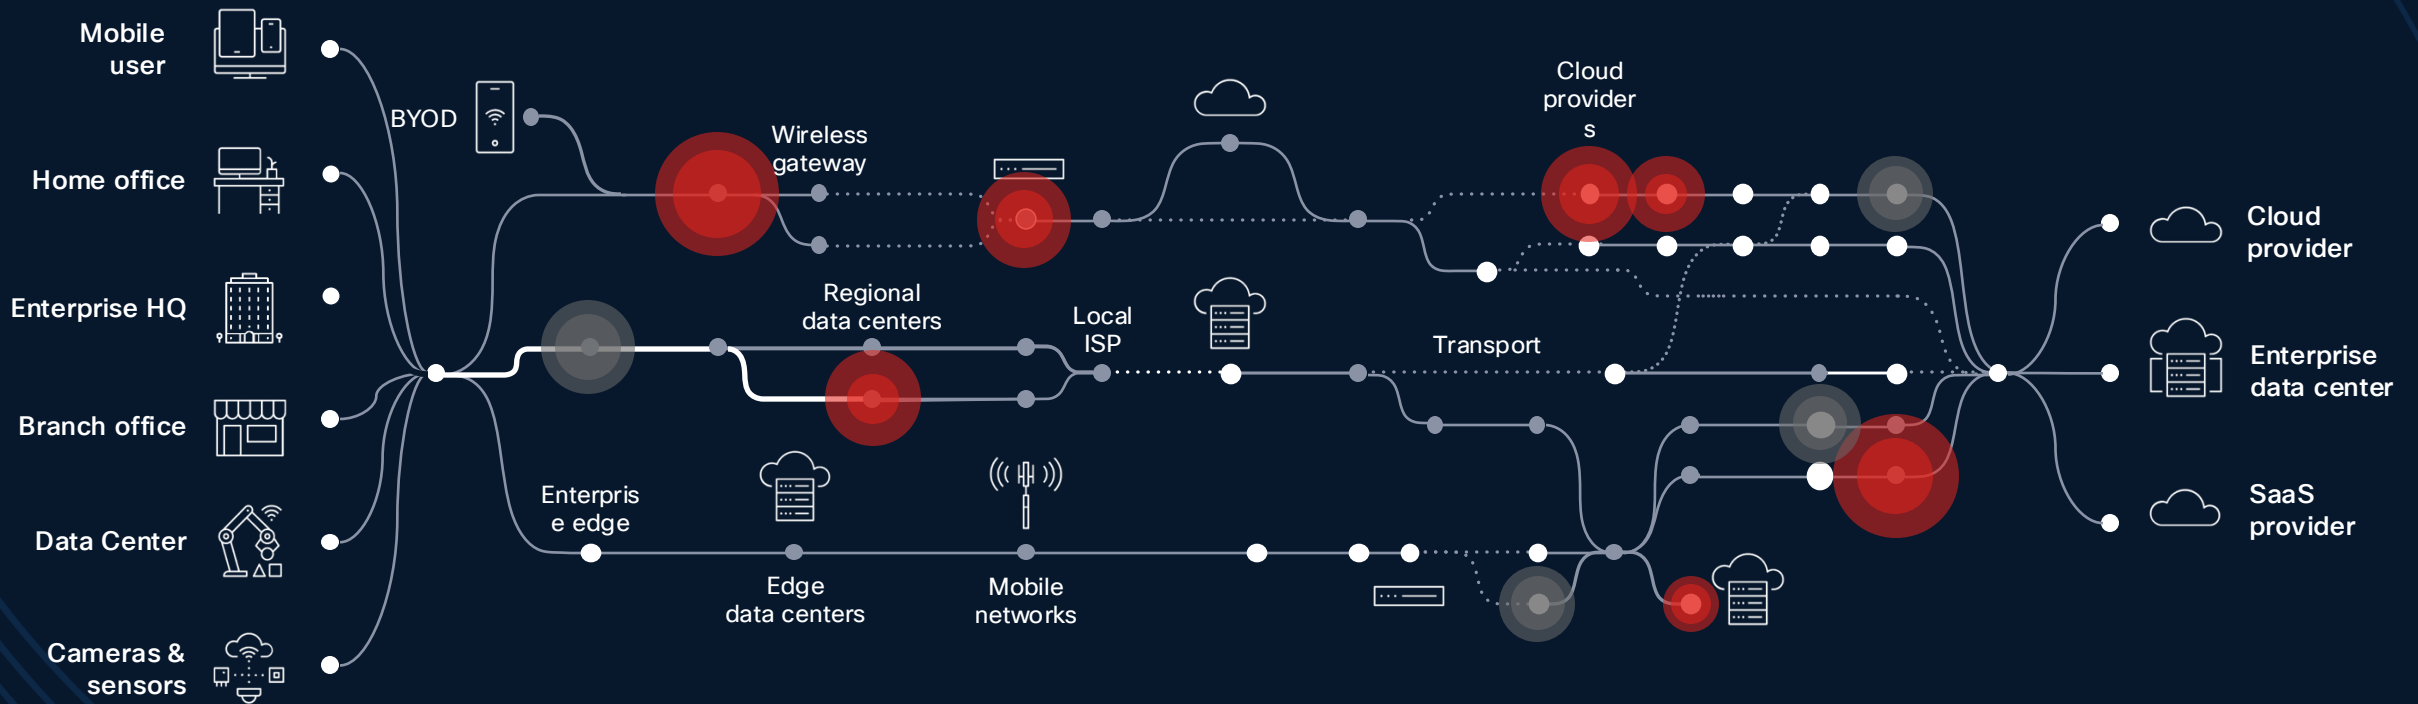 Mobile
user
Home office
Enterprise HQ
Branch office
Data Center
Cameras &
sensors
BYOD
Wireless
gateway
Regional
data centers
Local
ISP
Enterpris
e edge
Edge
data centers
Mobile
networks
Cloud
provider
s
Transport
Cloud
provider
Enterprise
data center
SaaS
provider